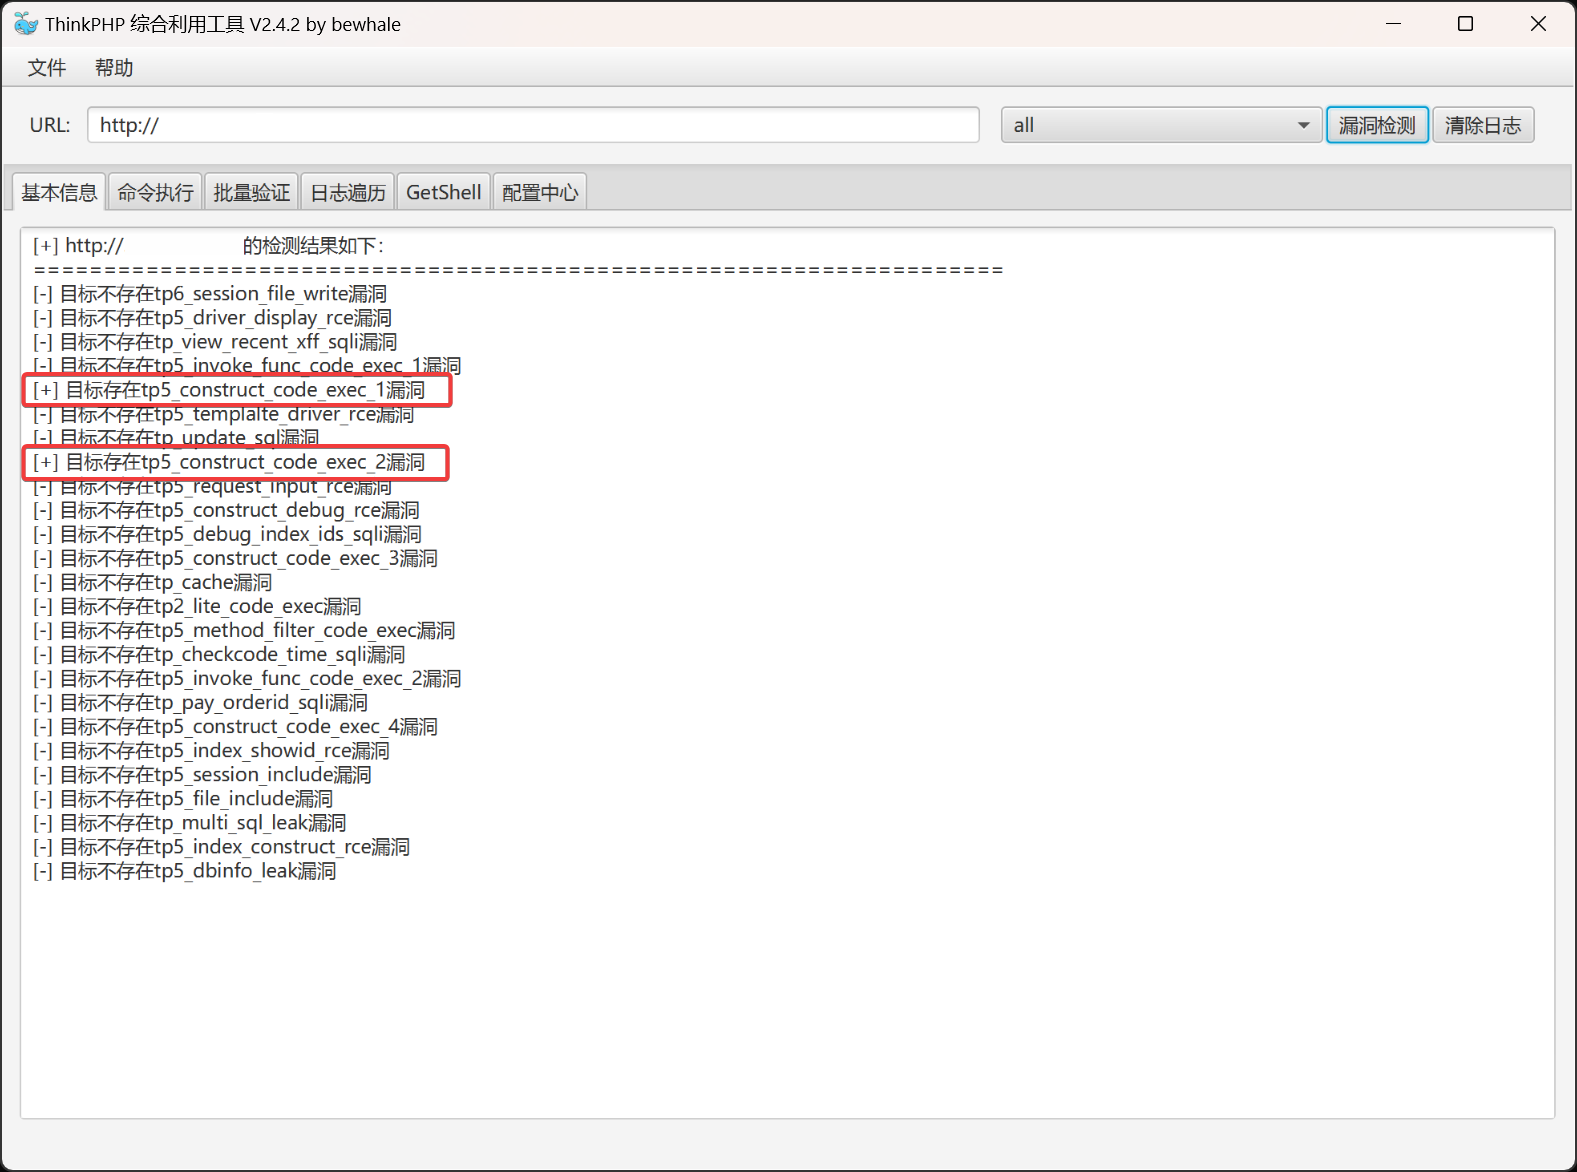 ThinkPHP 综合利用工具 V2.4.2 by bewhale
文件 帮助
URL: http:// all 漏洞检测 清除日志
基本信息 命令执行 批量验证 日志遍历 GetShell 配置中心
[+] http:// 的检测结果如下：
=====================================================================
[-] 目标不存在tp6_session_file_write漏洞
[-] 目标不存在tp5_driver_display_rce漏洞
[-] 目标不存在tp_view_recent_xff_sqli漏洞
[-] 目标不存在tp5_invoke_func_code_exec_1漏洞
[+] 目标存在tp5_construct_code_exec_1漏洞
[-] 目标不存在tp5_templalte_driver_rce漏洞
[-] 目标不存在tp_update_sql漏洞
[+] 目标存在tp5_construct_code_exec_2漏洞
[-] 目标不存在tp5_request_input_rce漏洞
[-] 目标不存在tp5_construct_debug_rce漏洞
[-] 目标不存在tp5_debug_index_ids_sqli漏洞
[-] 目标不存在tp5_construct_code_exec_3漏洞
[-] 目标不存在tp_cache漏洞
[-] 目标不存在tp2_lite_code_exec漏洞
[-] 目标不存在tp5_method_filter_code_exec漏洞
[-] 目标不存在tp_checkcode_time_sqli漏洞
[-] 目标不存在tp5_invoke_func_code_exec_2漏洞
[-] 目标不存在tp_pay_orderid_sqli漏洞
[-] 目标不存在tp5_construct_code_exec_4漏洞
[-] 目标不存在tp5_index_showid_rce漏洞
[-] 目标不存在tp5_session_include漏洞
[-] 目标不存在tp5_file_include漏洞
[-] 目标不存在tp_multi_sql_leak漏洞
[-] 目标不存在tp5_index_construct_rce漏洞
[-] 目标不存在tp5_dbinfo_leak漏洞